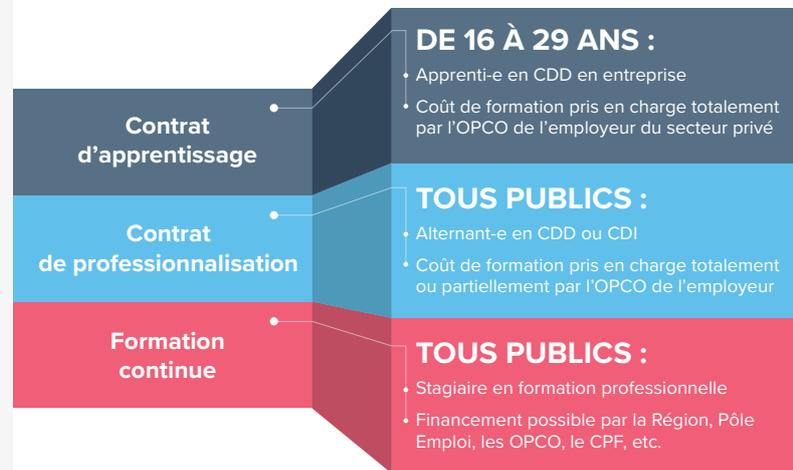 Contrat
d'apprentissage
DE 16 À 29 ANS :
• Apprenti-e en CDD en entreprise
• Coût de formation pris en charge totalement
par l'OPCO de l'employeur du secteur privé
Contrat
de professionnalisation
TOUS PUBLICS :
• Alternant-e en CDD ou CDI
• Coût de formation pris en charge totalement
ou partiellement par l'OPCO de l'employeur
Formation
continue
TOUS PUBLICS :
• Stagiaire en formation professionnelle
• Financement possible par la Région, Pôle
Emploi, les OPCO, le CPF, etc.